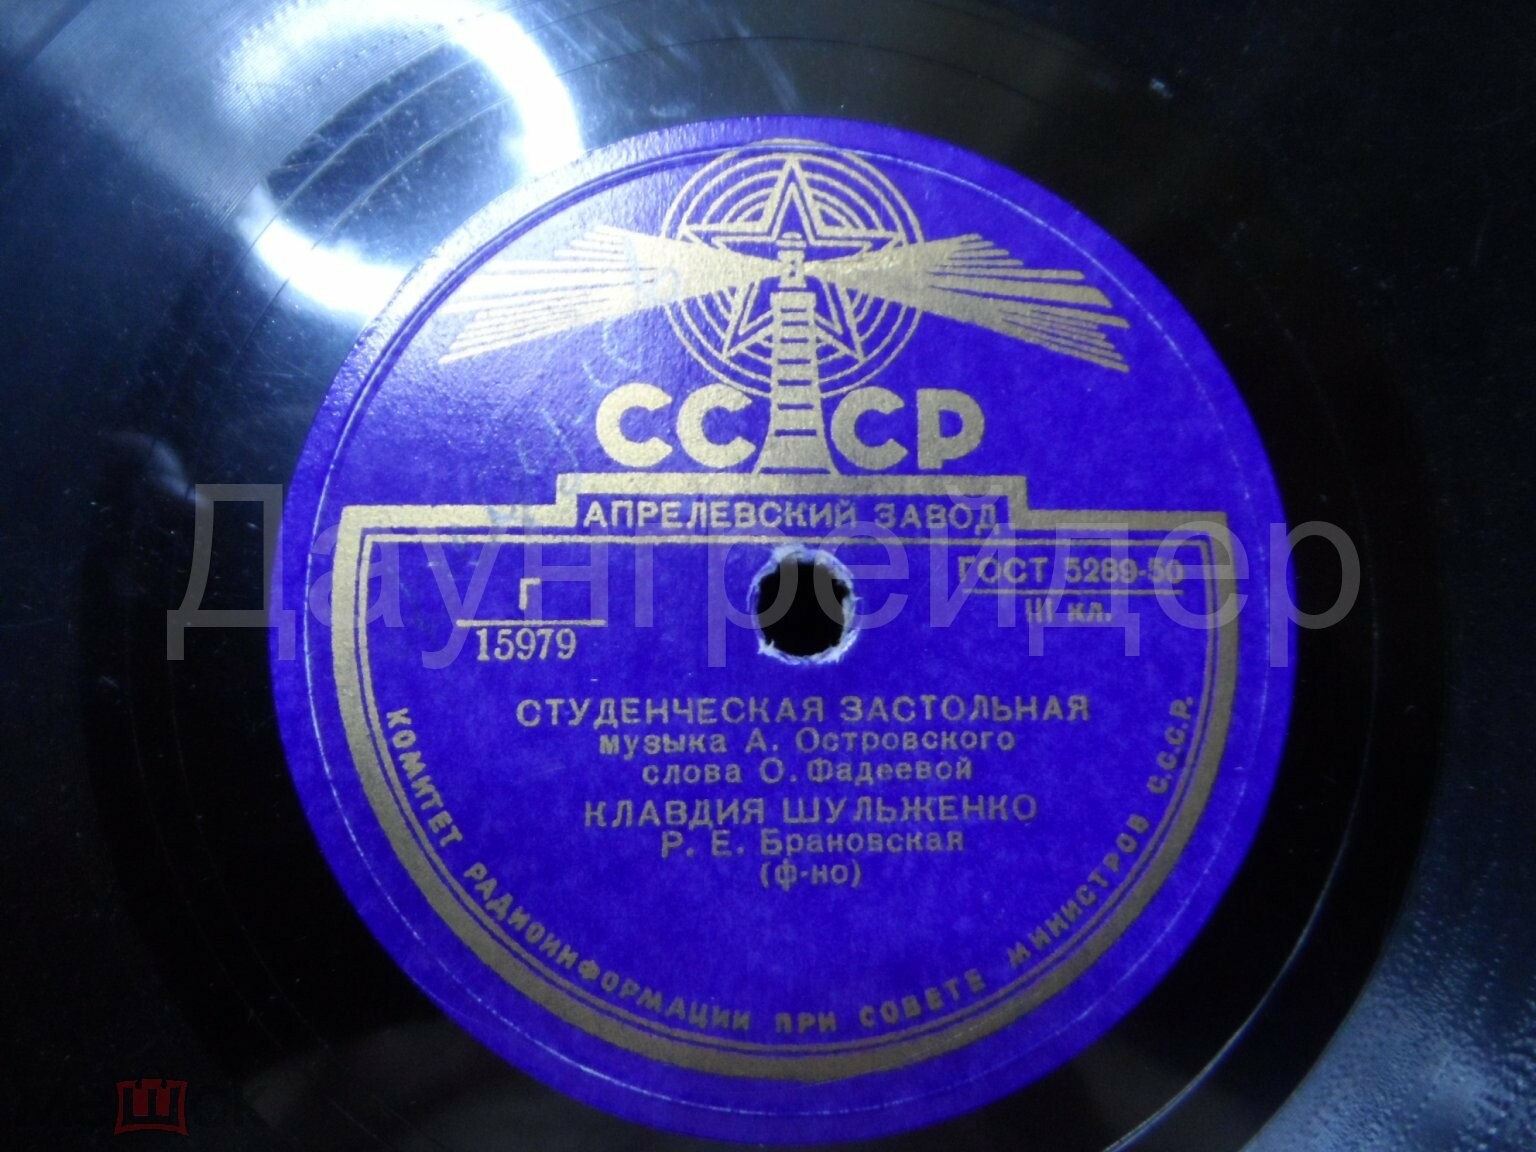 СССР
АПРЕЛЕВСКИЙ ЗАВОД
Г
15979
ГОСТ 5289-50
III кл.
СТУДЕНЧЕСКАЯ ЗАСТОЛЬНАЯ
музыка А. Островского
слова О. Фадеевой
КЛАВДИЯ ШУЛЬЖЕНКО
Р. Е. Брановская
(ф-но)
КОМИТЕТ РАДИОИНФОРМАЦИИ ПРИ СОВЕТЕ МИНИСТРОВ С.С.С.Р.
Даунгрейдер